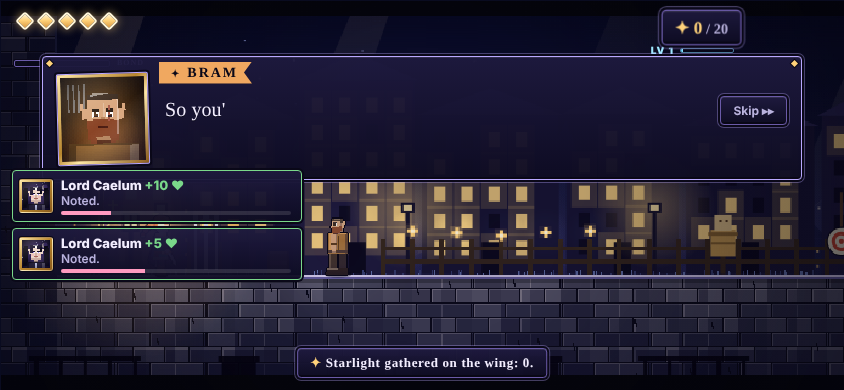 ✦ 0 / 20
LV 1
✦ BRAM
So you'
Skip ▸▸
Lord Caelum +10 ♥
Noted.
Lord Caelum +5 ♥
Noted.
✦ Starlight gathered on the wing: 0.